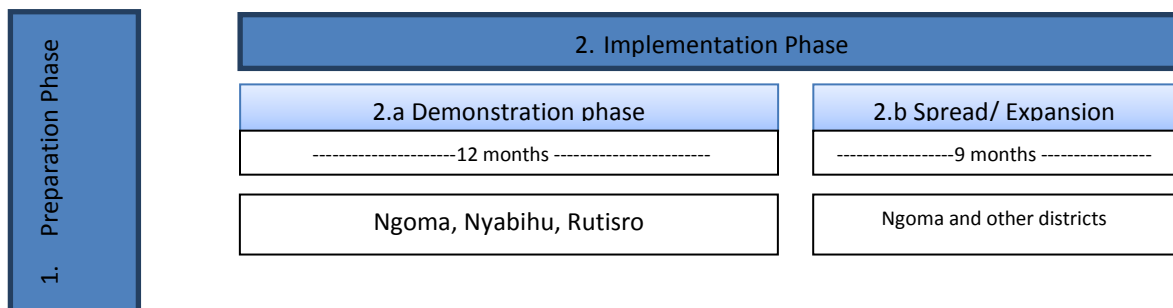 1. Preparation Phase
2. Implementation Phase
2.a Demonstration phase
2.b Spread/ Expansion
----------------------12 months ------------------------
------------------9 months -----------------
Ngoma, Nyabihu, Rutisro
Ngoma and other districts